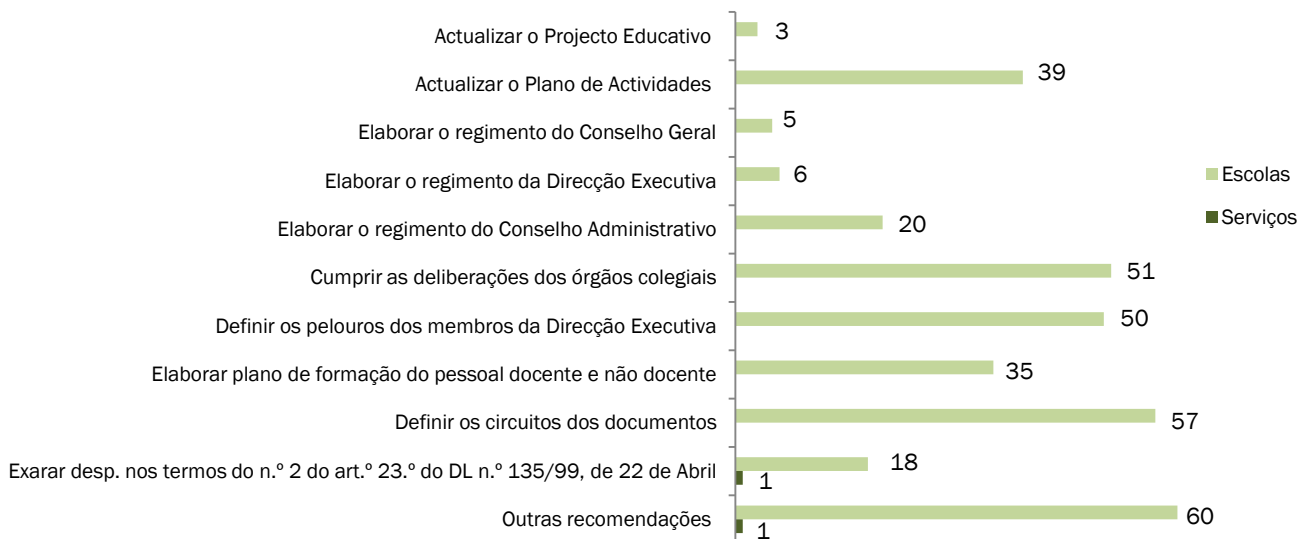 Actualizar o Projecto Educativo
3
Actualizar o Plano de Actividades
39
Elaborar o regimento do Conselho Geral
5
Elaborar o regimento da Direcção Executiva
6
Elaborar o regimento do Conselho Administrativo
20
Cumprir as deliberações dos órgãos colegiais
51
Definir os pelouros dos membros da Direcção Executiva
50
Elaborar plano de formação do pessoal docente e não docente
35
Definir os circuitos dos documentos
57
Exarar desp. nos termos do n.º 2 do art.º 23.º do DL n.º 135/99, de 22 de Abril
18
1
Outras recomendações
60
1
Escolas
Serviços